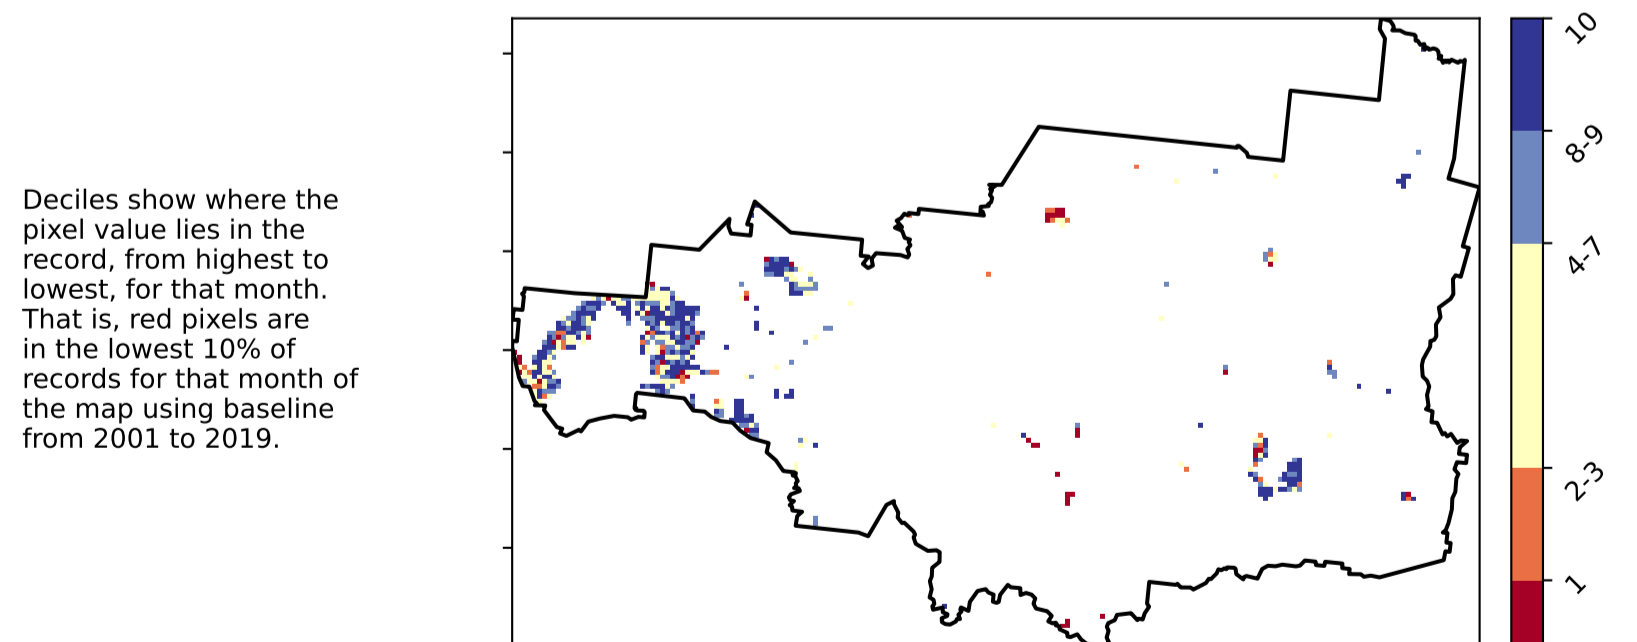 Deciles show where the
pixel value lies in the
record, from highest to
lowest, for that month.
That is, red pixels are
in the lowest 10% of
records for that month of
the map using baseline
from 2001 to 2019.
10
8-9
4-7
2-3
1